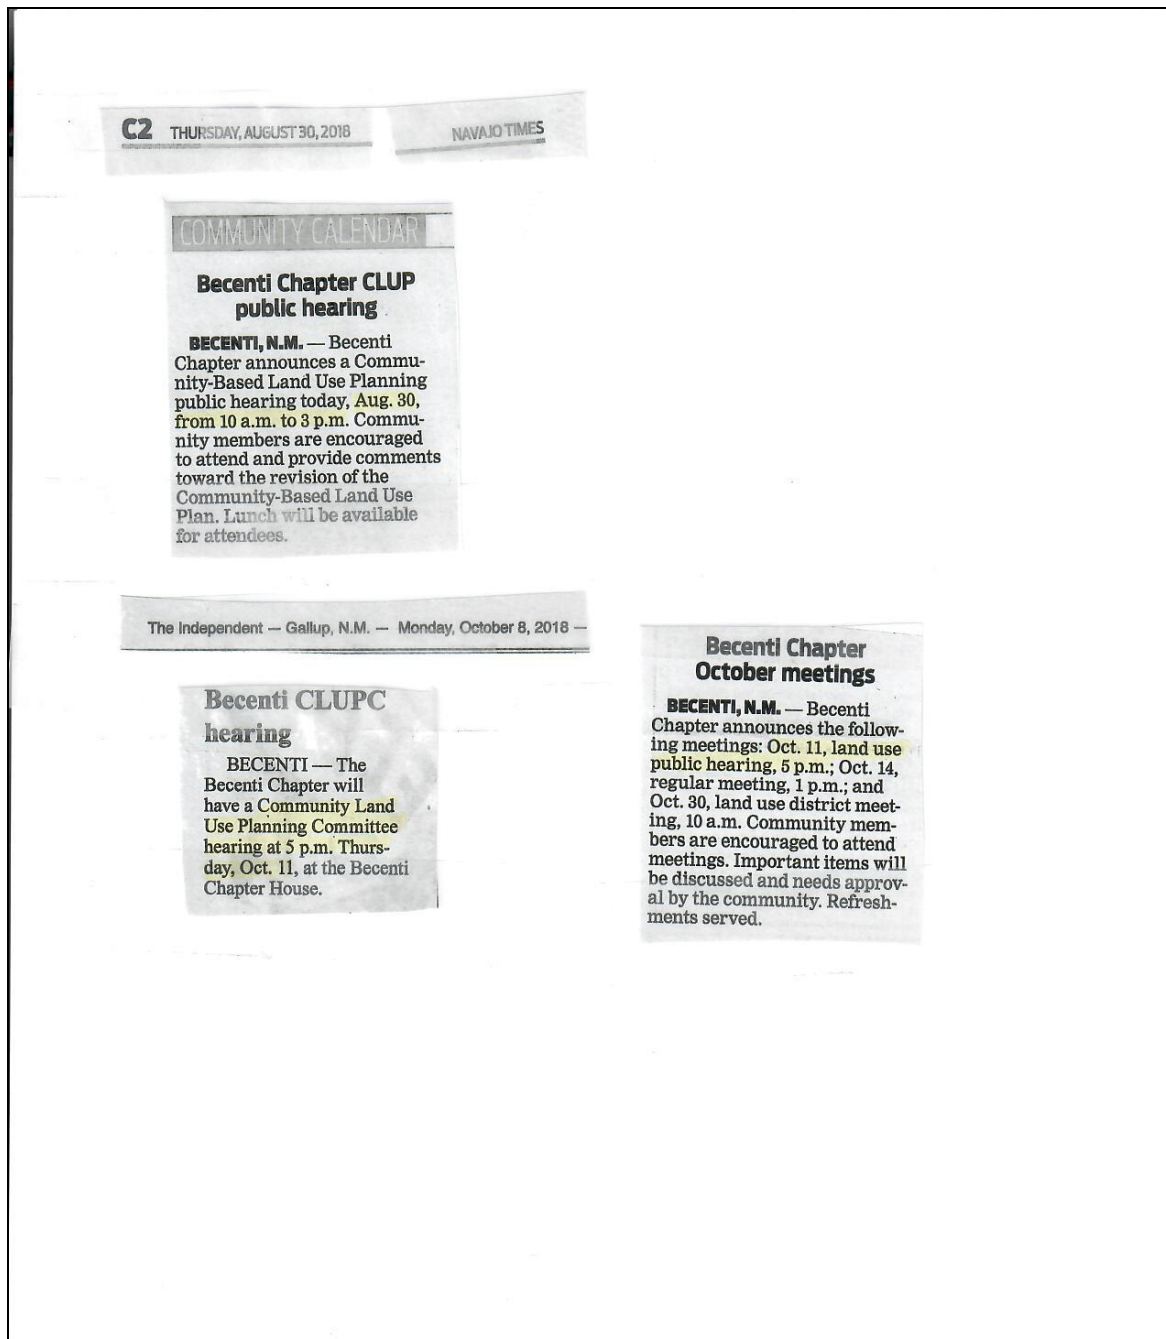 C2 THURSDAY, AUGUST 30, 2018 NAVAJO TIMES
COMMUNITY CALENDAR
Becenti Chapter CLUP
public hearing
BECENTI, N.M. — Becenti
Chapter announces a Commu-
nity-Based Land Use Planning
public hearing today, Aug. 30,
from 10 a.m. to 3 p.m. Commu-
nity members are encouraged
to attend and provide comments
toward the revision of the
Community-Based Land Use
Plan. Lunch will be available
for attendees.
The Independent — Gallup, N.M. — Monday, October 8, 2018 —
Becenti CLUPC
hearing
BECENTI — The
Becenti Chapter will
have a Community Land
Use Planning Committee
hearing at 5 p.m. Thurs-
day, Oct. 11, at the Becenti
Chapter House.
Becenti Chapter
October meetings
BECENTI, N.M. — Becenti
Chapter announces the follow-
ing meetings: Oct. 11, land use
public hearing, 5 p.m.; Oct. 14,
regular meeting, 1 p.m.; and
Oct. 30, land use district meet-
ing, 10 a.m. Community mem-
bers are encouraged to attend
meetings. Important items will
be discussed and needs approv-
al by the community. Refresh-
ments served.